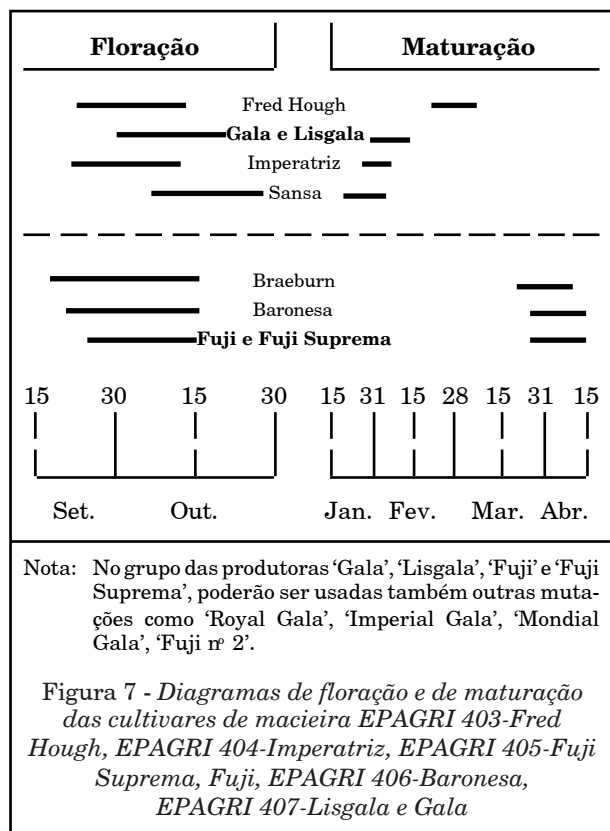 Floração Maturação
Fred Hough
Gala e Lisgala
Imperatriz
Sansa
Braeburn
Baronesa
Fuji e Fuji Suprema
15 30 15 30 15 31 15 28 15 31 15
Set. Out. Jan. Fev. Mar. Abr.
Nota: No grupo das produtoras ‘Gala’, ‘Lisgala’, ‘Fuji’ e ‘Fuji
Suprema’, poderão ser usadas também outras muta-
ções como ‘Royal Gala’, ‘Imperial Gala’, ‘Mondial
Gala’, ‘Fuji nº 2’.
Figura 7 - Diagramas de floração e de maturação
das cultivares de macieira EPAGRI 403-Fred
Hough, EPAGRI 404-Imperatriz, EPAGRI 405-Fuji
Suprema, Fuji, EPAGRI 406-Baronesa,
EPAGRI 407-Lisgala e Gala